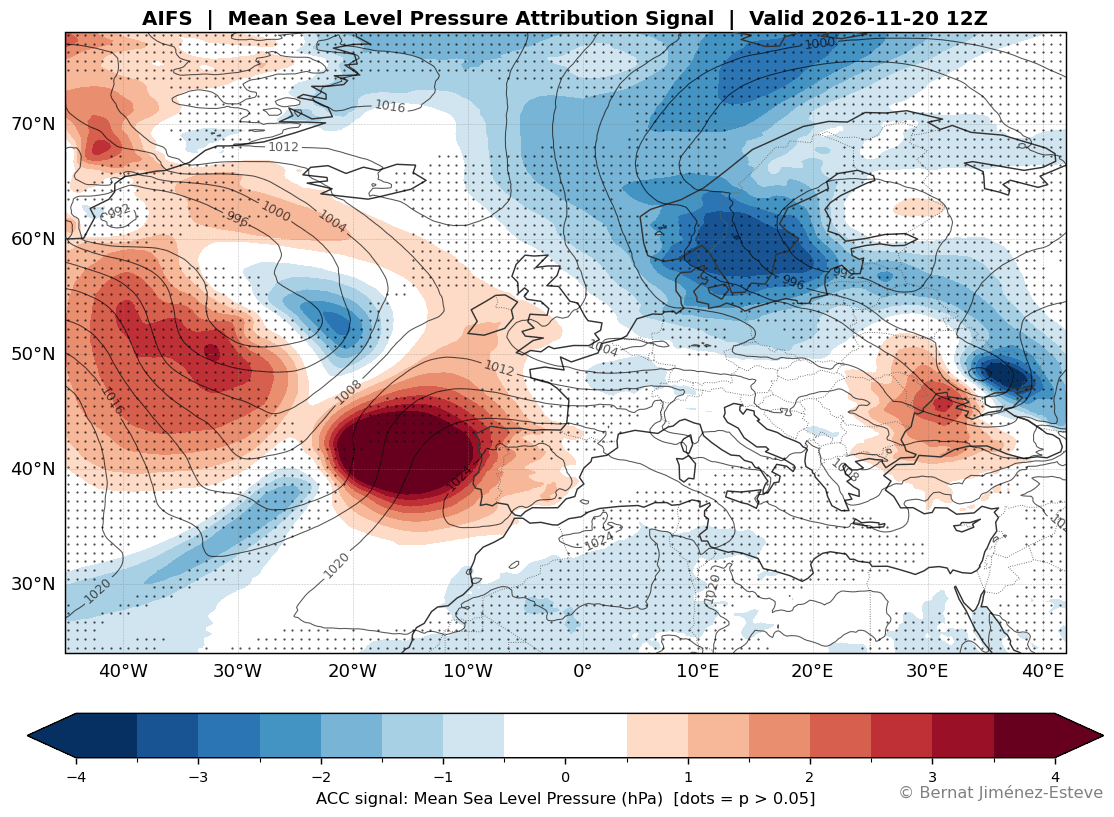 AIFS | Mean Sea Level Pressure Attribution Signal | Valid 2026-11-20 12Z
1000
1016
70°N
1012
992
1000
996
1004
60°N
992
996
50°N
1004
1012
1008
1016
40°N
1008
1024
1024
1020
1020
1020
30°N
40°W 30°W 20°W 10°W 0° 10°E 20°E 30°E 40°E
−4 −3 −2 −1 0 1 2 3 4
ACC signal: Mean Sea Level Pressure (hPa) [dots = p > 0.05]
© Bernat Jiménez-Esteve